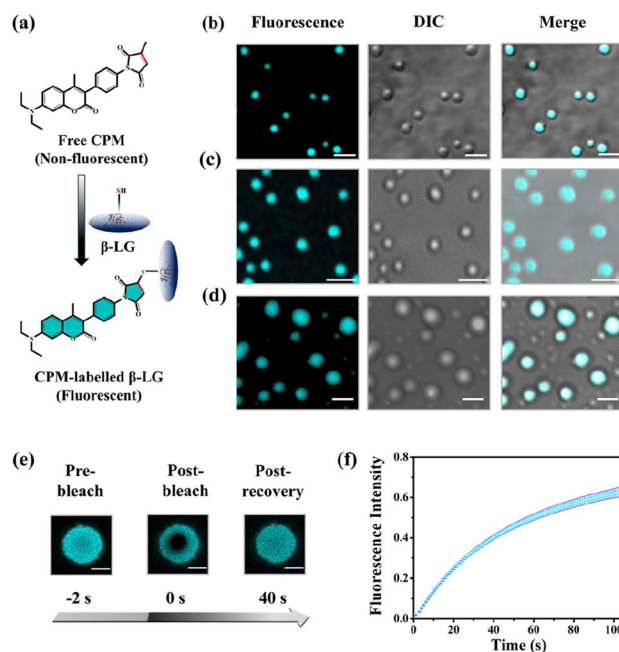 (a)
O
N
O
N
O
O
Free CPM
(Non-fluorescent)
SH
β-LG
S
O
N
O
N
O
O
CPM-labelled β-LG
(Fluorescent)
(b)
Fluorescence
DIC
Merge
(c)
(d)
(e)
Pre-
bleach
Post-
bleach
Post-
recovery
-2 s
0 s
40 s
(f)
Fluorescence Intensity
0.8
0.6
0.4
0.2
0.0
0
20
40
60
80
100
Time (s)